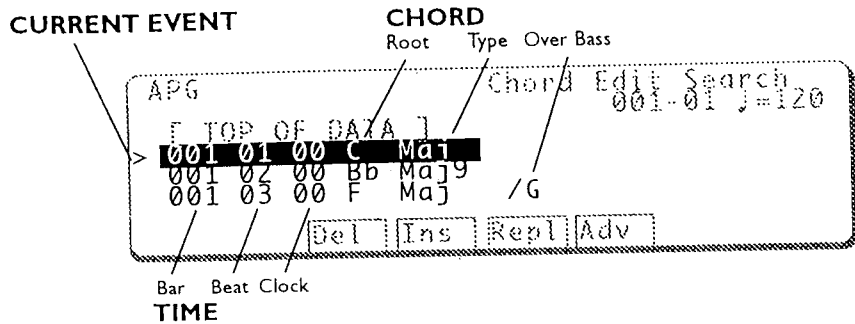 CURRENT EVENT
CHORD
Root Type Over Bass
APG Chord Edit Search
001-01 ♩=120
[ TOP OF DATA ]
> 001 01 00 C Maj
001 02 00 Bb Maj9
001 03 00 F Maj /G
Del Ins Repl Adv
Bar Beat Clock
TIME